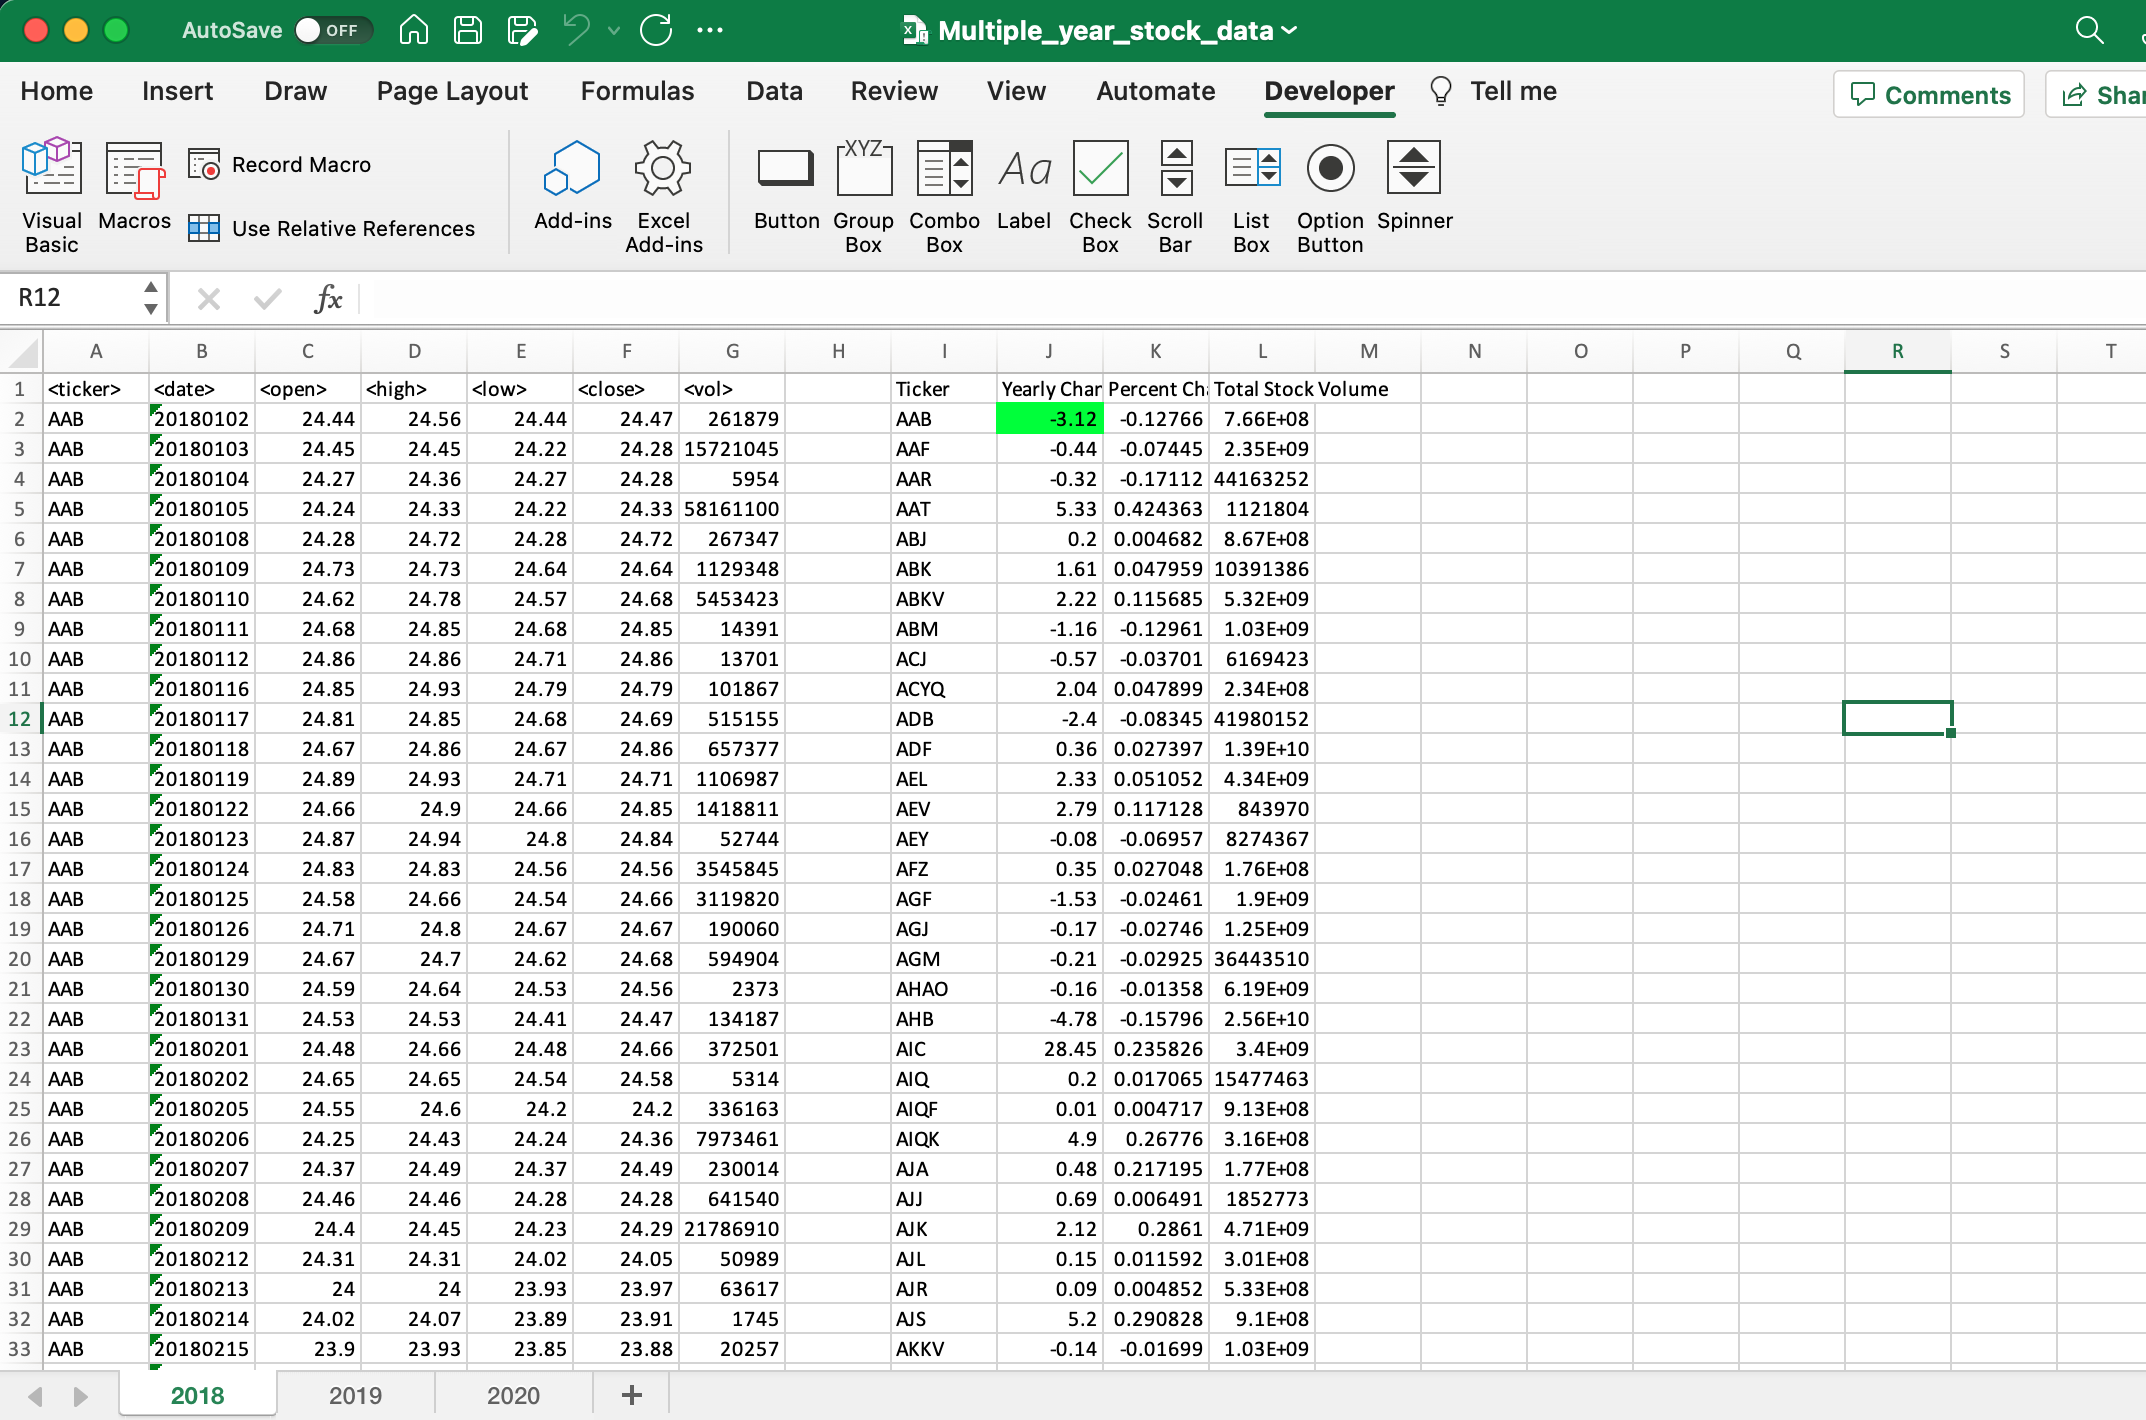 AutoSave OFF Multiple_year_stock_data
Home Insert Draw Page Layout Formulas Data Review View Automate Developer Tell me Comments Shar
Visual Basic Macros Record Macro Use Relative References Add-ins Excel Add-ins Button XYZ Group Box Combo Box Aa Label Check Box Scroll Bar List Box Option Button Spinner
R12 fx
A B C D E F G H I J K L M N O P Q R S T
1 <ticker> <date> <open> <high> <low> <close> <vol> Ticker Yearly Chan Percent Cha Total Stock Volume
2 AAB 20180102 24.44 24.56 24.44 24.47 261879 AAB -3.12 -0.12766 7.66E+08
3 AAB 20180103 24.45 24.45 24.22 24.28 15721045 AAF -0.44 -0.07445 2.35E+09
4 AAB 20180104 24.27 24.36 24.27 24.28 5954 AAR -0.32 -0.17112 44163252
5 AAB 20180105 24.24 24.33 24.22 24.33 58161100 AAT 5.33 0.424363 1121804
6 AAB 20180108 24.28 24.72 24.28 24.72 267347 ABJ 0.2 0.004682 8.67E+08
7 AAB 20180109 24.73 24.73 24.64 24.64 1129348 ABK 1.61 0.047959 10391386
8 AAB 20180110 24.62 24.78 24.57 24.68 5453423 ABKV 2.22 0.115685 5.32E+09
9 AAB 20180111 24.68 24.85 24.68 24.85 14391 ABM -1.16 -0.12961 1.03E+09
10 AAB 20180112 24.86 24.86 24.71 24.86 13701 ACJ -0.57 -0.03701 6169423
11 AAB 20180116 24.85 24.93 24.79 24.79 101867 ACYQ 2.04 0.047899 2.34E+08
12 AAB 20180117 24.81 24.85 24.68 24.69 515155 ADB -2.4 -0.08345 41980152
13 AAB 20180118 24.67 24.86 24.67 24.86 657377 ADF 0.36 0.027397 1.39E+10
14 AAB 20180119 24.89 24.93 24.71 24.71 1106987 AEL 2.33 0.051052 4.34E+09
15 AAB 20180122 24.66 24.9 24.66 24.85 1418811 AEV 2.79 0.117128 843970
16 AAB 20180123 24.87 24.94 24.8 24.84 52744 AEY -0.08 -0.06957 8274367
17 AAB 20180124 24.83 24.83 24.56 24.56 3545845 AFZ 0.35 0.027048 1.76E+08
18 AAB 20180125 24.58 24.66 24.54 24.66 3119820 AGF -1.53 -0.02461 1.9E+09
19 AAB 20180126 24.71 24.8 24.67 24.67 190060 AGJ -0.17 -0.02746 1.25E+09
20 AAB 20180129 24.67 24.7 24.62 24.68 594904 AGM -0.21 -0.02925 36443510
21 AAB 20180130 24.59 24.64 24.53 24.56 2373 AHAO -0.16 -0.01358 6.19E+09
22 AAB 20180131 24.53 24.53 24.41 24.47 134187 AHB -4.78 -0.15796 2.56E+10
23 AAB 20180201 24.48 24.66 24.48 24.66 372501 AIC 28.45 0.235826 3.4E+09
24 AAB 20180202 24.65 24.65 24.54 24.58 5314 AIQ 0.2 0.017065 15477463
25 AAB 20180205 24.55 24.6 24.2 24.2 336163 AIQF 0.01 0.004717 9.13E+08
26 AAB 20180206 24.25 24.43 24.24 24.36 7973461 AIQK 4.9 0.26776 3.16E+08
27 AAB 20180207 24.37 24.49 24.37 24.49 230014 AJA 0.48 0.217195 1.77E+08
28 AAB 20180208 24.46 24.46 24.28 24.28 641540 AJJ 0.69 0.006491 1852773
29 AAB 20180209 24.4 24.45 24.23 24.29 21786910 AJK 2.12 0.2861 4.71E+09
30 AAB 20180212 24.31 24.31 24.02 24.05 50989 AJL 0.15 0.011592 3.01E+08
31 AAB 20180213 24 24 23.93 23.97 63617 AJR 0.09 0.004852 5.33E+08
32 AAB 20180214 24.02 24.07 23.89 23.91 1745 AJS 5.2 0.290828 9.1E+08
33 AAB 20180215 23.9 23.93 23.85 23.88 20257 AKKV -0.14 -0.01699 1.03E+09
2018 2019 2020 +